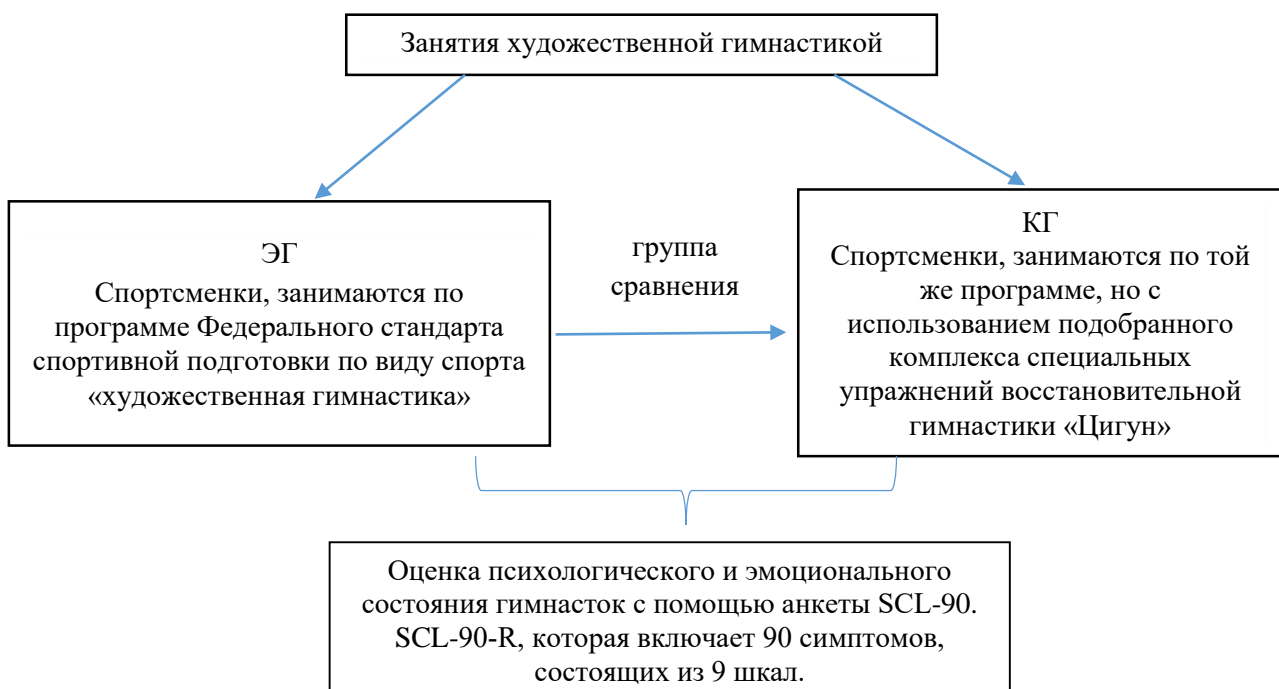 Занятия художественной гимнастикой
ЭГ
Спортсменки, занимаются по
программе Федерального стандарта
спортивной подготовки по виду спорта
«художественная гимнастика»
группа
сравнения
КГ
Спортсменки, занимаются по той
же программе, но с
использованием подобранного
комплекса специальных
упражнений восстановительной
гимнастики «Цигун»
Оценка психологического и эмоционального
состояния гимнасток с помощью анкеты SCL-90.
SCL-90-R, которая включает 90 симптомов,
состоящих из 9 шкал.